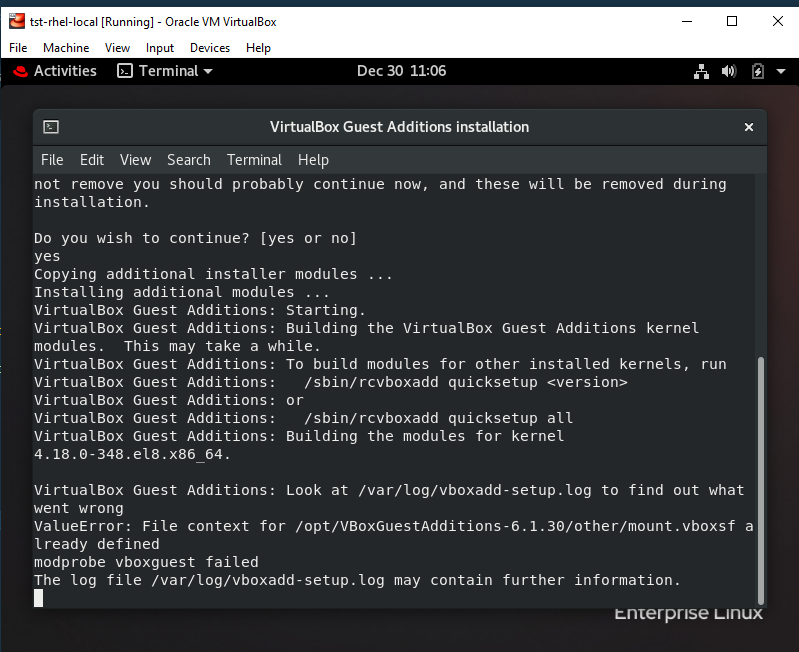 tst-rhel-local [Running] - Oracle VM VirtualBox
File Machine View Input Devices Help
Activities Terminal Dec 30 11:06
VirtualBox Guest Additions installation
File Edit View Search Terminal Help
not remove you should probably continue now, and these will be removed during
installation.
Do you wish to continue? [yes or no]
yes
Copying additional installer modules ...
Installing additional modules ...
VirtualBox Guest Additions: Starting.
VirtualBox Guest Additions: Building the VirtualBox Guest Additions kernel
modules.  This may take a while.
VirtualBox Guest Additions: To build modules for other installed kernels, run
VirtualBox Guest Additions:   /sbin/rcvboxadd quicksetup <version>
VirtualBox Guest Additions: or
VirtualBox Guest Additions:   /sbin/rcvboxadd quicksetup all
VirtualBox Guest Additions: Building the modules for kernel
4.18.0-348.el8.x86_64.
VirtualBox Guest Additions: Look at /var/log/vboxadd-setup.log to find out what
went wrong
ValueError: File context for /opt/VBoxGuestAdditions-6.1.30/other/mount.vboxsf a
lready defined
modprobe vboxguest failed
The log file /var/log/vboxadd-setup.log may contain further information.
Enterprise Linux